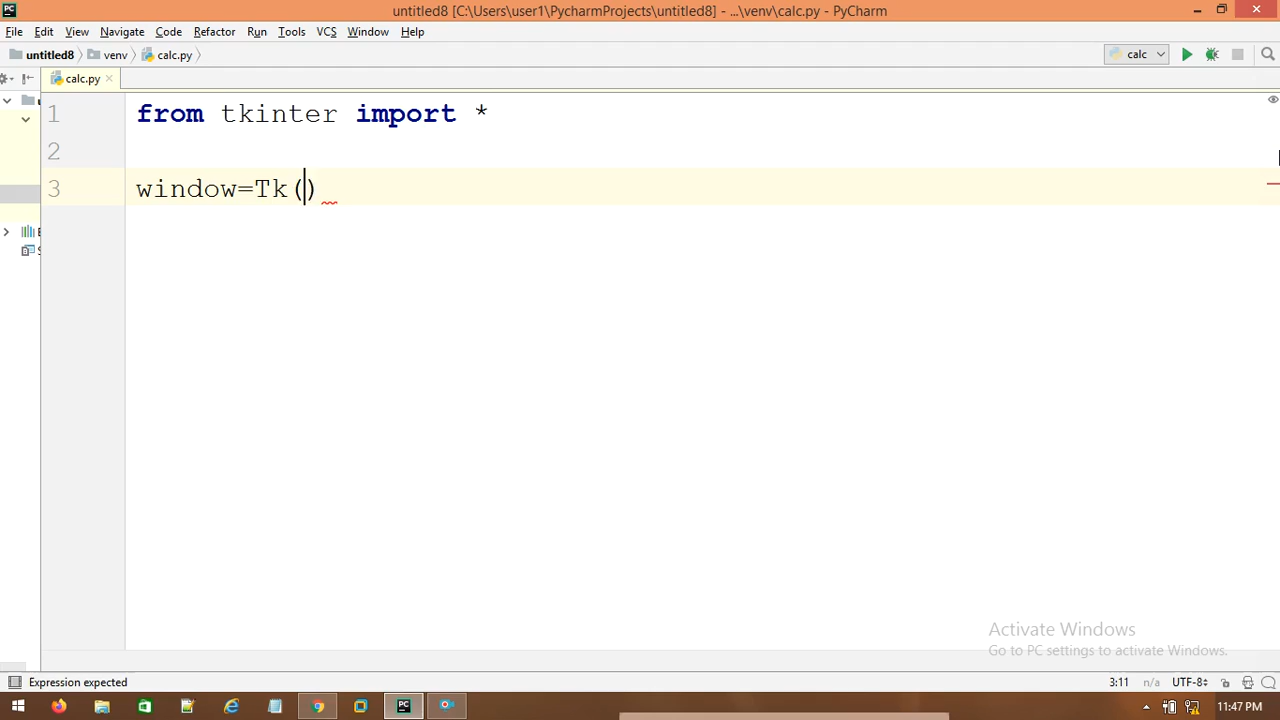 PC
untitled8 [C:\Users\user1\PycharmProjects\untitled8] - ...\venv\calc.py - PyCharm
File Edit View Navigate Code Refactor Run Tools VCS Window Help
untitled8 venv calc.py calc
calc.py
1 from tkinter import *
2
3 window=Tk()
Activate Windows
Go to PC settings to activate Windows.
Expression expected 3:11 n/a UTF-8
PC 11:47 PM